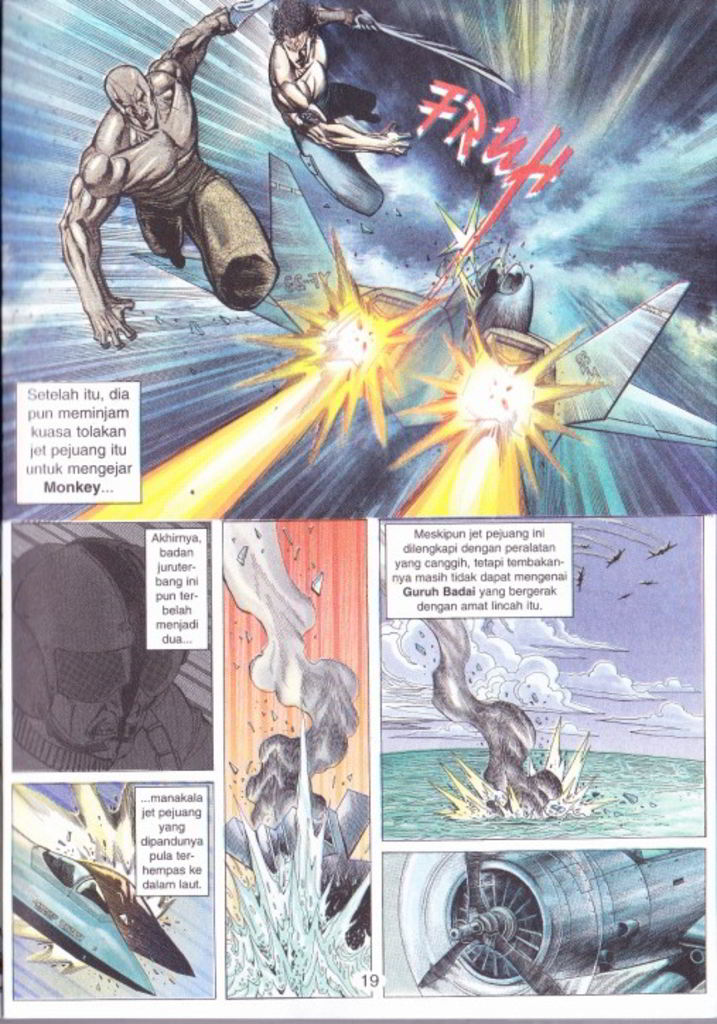 FRUH
Setelah itu, dia
pun meminjam
kuasa tolakan
jet pejuang itu
untuk mengejar
Monkey...
Akhirnya,
badan
juruter-
bang ini
pun ter-
belah
menjadi
dua...
...manakala
jet pejuang
yang
dipandunya
pula ter-
hempas ke
dalam laut.
Meskipun jet pejuang ini
dilengkapi dengan peralatan
yang canggih, tetapi tembakan-
nya masih tidak dapat mengenai
Guruh Badai yang bergerak
dengan amat lincah itu.
19